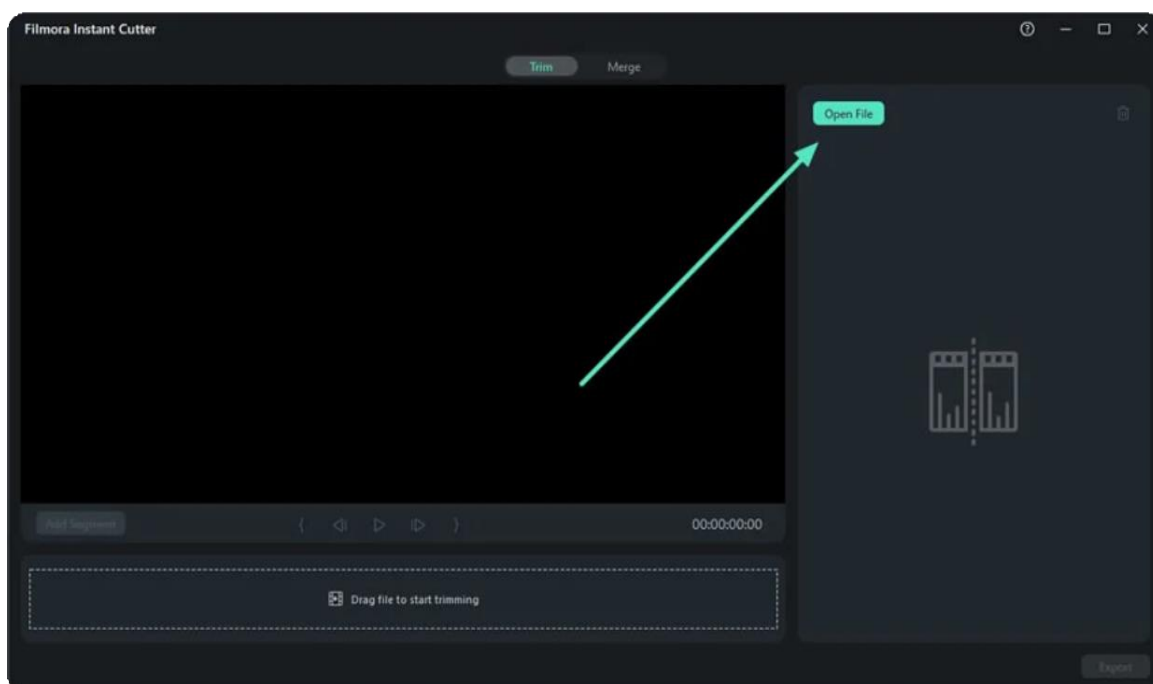 Filmora Instant Cutter
Trim Merge
Open File
Add Segment
00:00:00:00
Drag file to start trimming
Export